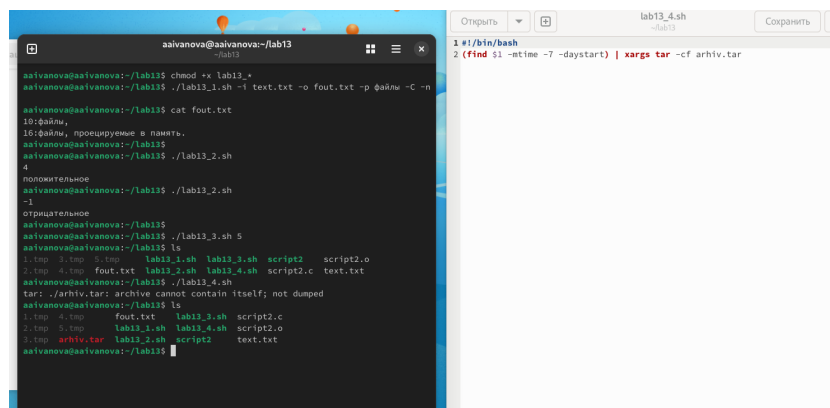 aaivanova@aaivanova:~/lab13
~/lab13
aaivanova@aaivanova:~/lab13$ chmod +x lab13_*
aaivanova@aaivanova:~/lab13$ ./lab13_1.sh -i text.txt -o fout.txt -p файлы -C -n
aaivanova@aaivanova:~/lab13$ cat fout.txt
10:файлы,
16:файлы, проецируемые в память.
aaivanova@aaivanova:~/lab13$
aaivanova@aaivanova:~/lab13$ ./lab13_2.sh
4
положительное
aaivanova@aaivanova:~/lab13$ ./lab13_2.sh
-1
отрицательное
aaivanova@aaivanova:~/lab13$
aaivanova@aaivanova:~/lab13$ ./lab13_3.sh 5
aaivanova@aaivanova:~/lab13$ ls
1.tmp 3.tmp 5.tmp lab13_1.sh lab13_3.sh script2 script2.o
2.tmp 4.tmp fout.txt lab13_2.sh lab13_4.sh script2.c text.txt
aaivanova@aaivanova:~/lab13$ ./lab13_4.sh
tar: ./arhiv.tar: archive cannot contain itself; not dumped
aaivanova@aaivanova:~/lab13$ ls
1.tmp 4.tmp fout.txt lab13_3.sh script2.c
2.tmp 5.tmp lab13_1.sh lab13_4.sh script2.o
3.tmp arhiv.tar lab13_2.sh script2 text.txt
aaivanova@aaivanova:~/lab13$
Открыть lab13_4.sh Сохранить
~/lab13
1 #!/bin/bash
2 (find $1 -mtime -7 -daystart) | xargs tar -cf arhiv.tar